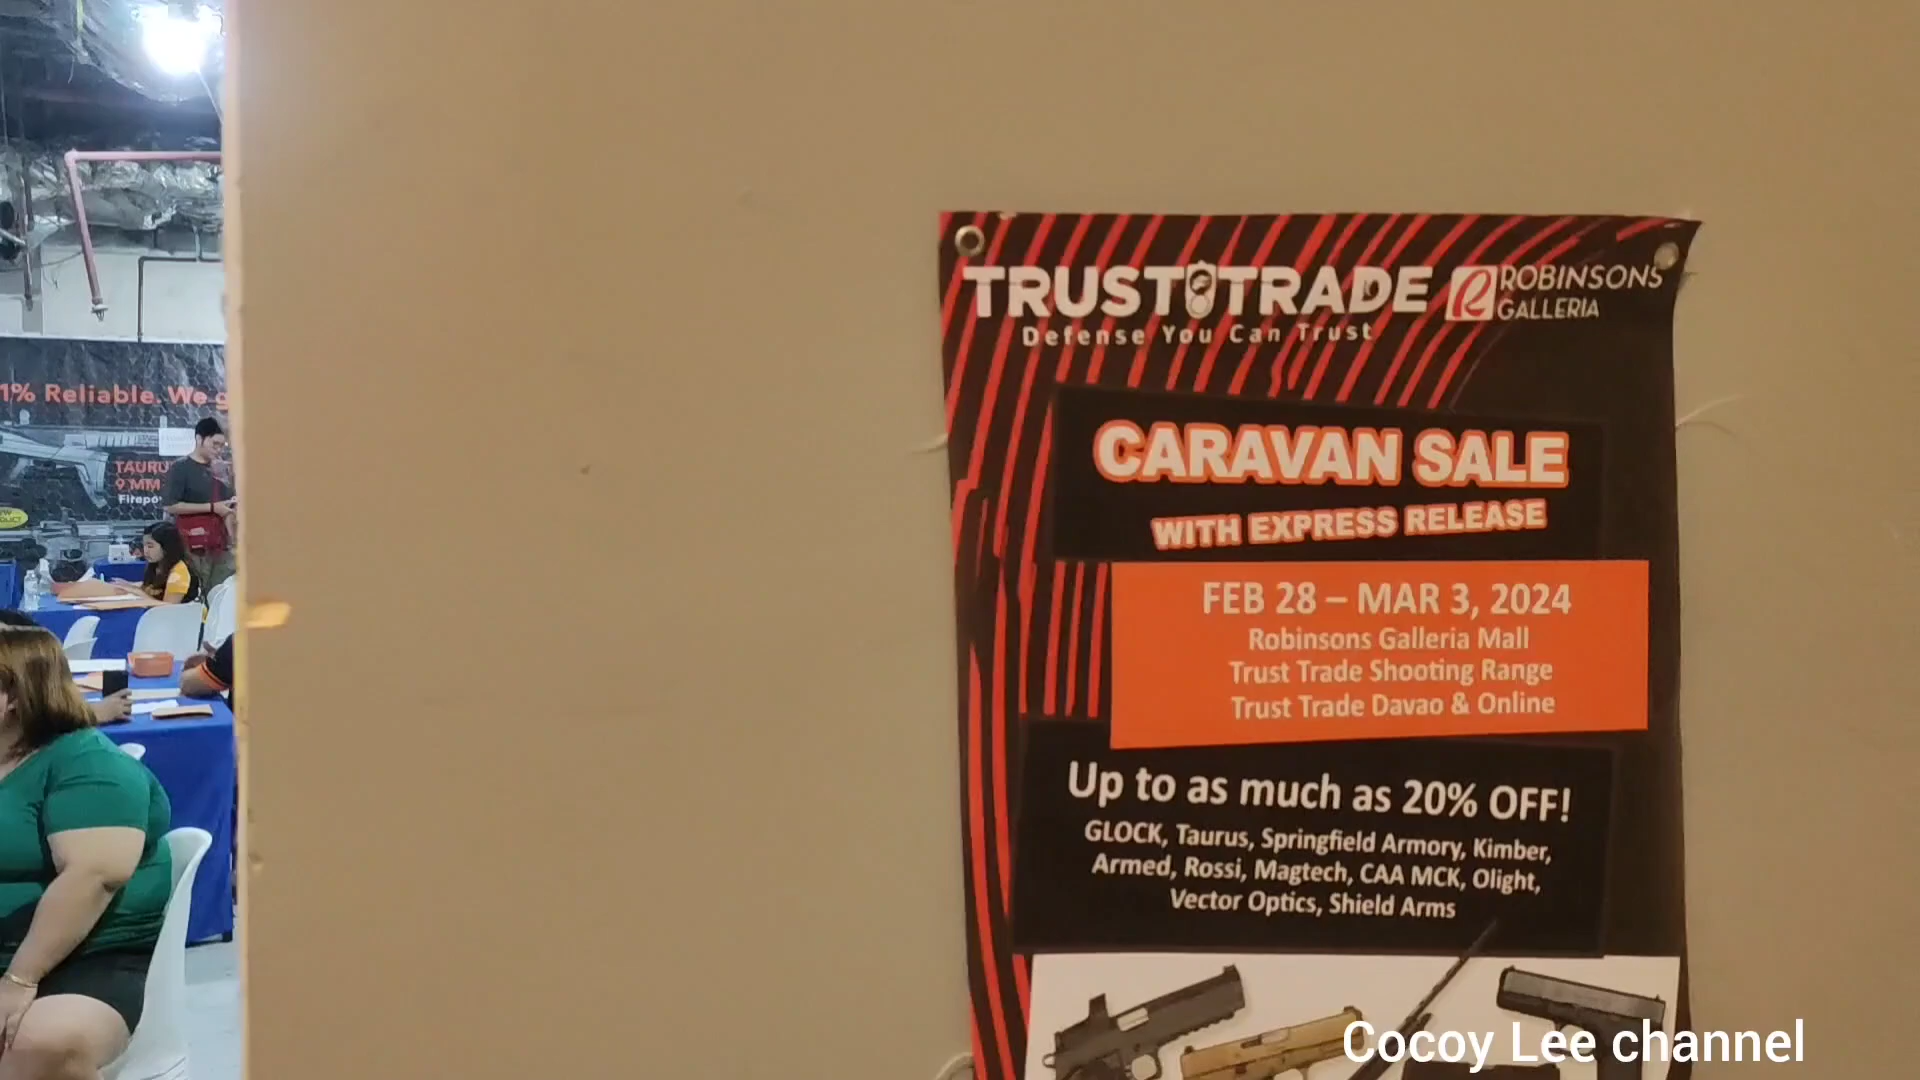 1% Reliable. We g
TAURU
9 MM
Firepo
TRUST TRADE
Defense You Can Trust
ROBINSONS
GALLERIA
CARAVAN SALE
WITH EXPRESS RELEASE
FEB 28 – MAR 3, 2024
Robinsons Galleria Mall
Trust Trade Shooting Range
Trust Trade Davao & Online
Up to as much as 20% OFF!
GLOCK, Taurus, Springfield Armory, Kimber,
Armed, Rossi, Magtech, CAA MCK, Olight,
Vector Optics, Shield Arms
Cocoy Lee channel